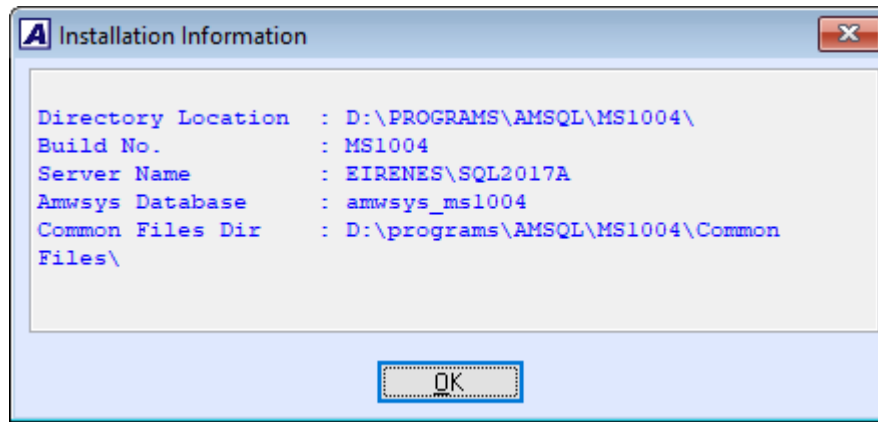 Installation Information
Directory Location : D:\PROGRAMS\AMSQL\MS1004\
Build No. : MS1004
Server Name : EIRENES\SQL2017A
Amwsys Database : amwsys_ms1004
Common Files Dir : D:\programs\AMSQL\MS1004\Common
Files\
OK